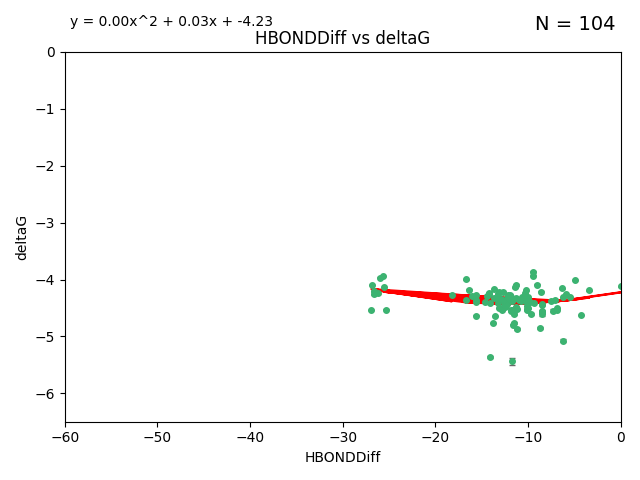 y = 0.00x^2 + 0.03x + -4.23
N = 104
HBONDDiff vs deltaG
0
−1
−2
−3
−4
−5
−6
deltaG
−60
−50
−40
−30
−20
−10
0
HBONDDiff